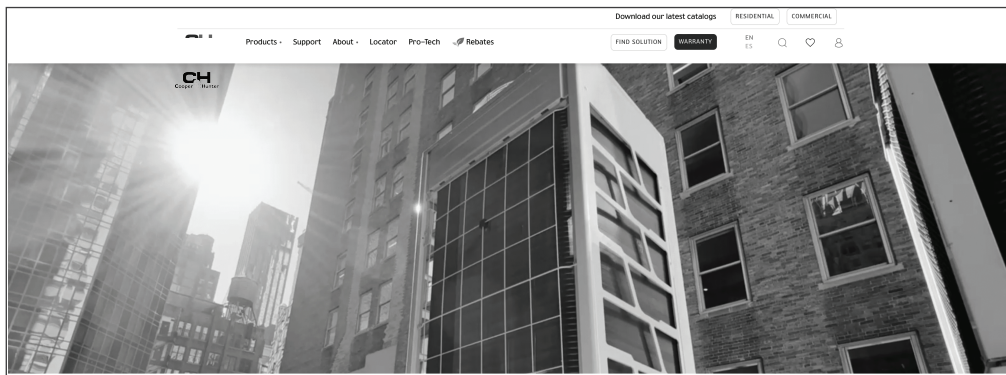 Download our latest catalogs RESIDENTIAL COMMERCIAL
Products Support About Locator Pro-Tech Rebates FIND SOLUTION WARRANTY EN
ES
CH
Cooper Hunter